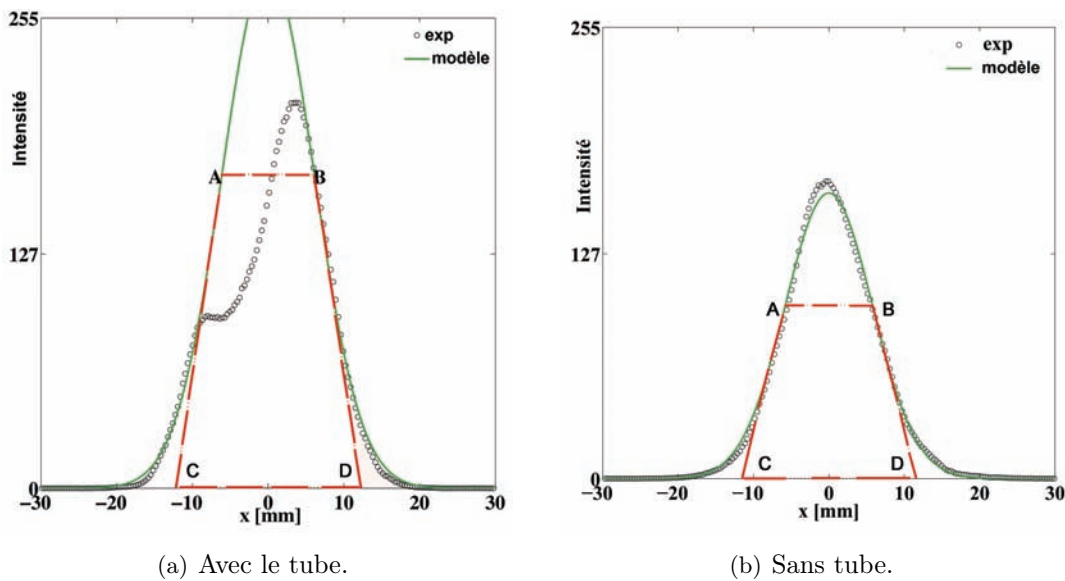 255
exp
modèle
Intensité
A
B
127
C
D
0
−30
−20
−10
0
10
20
30
x [mm]
(a) Avec le tube.
255
exp
modèle
Intensité
127
A
B
C
D
0
−30
−20
−10
0
10
20
30
x [mm]
(b) Sans tube.